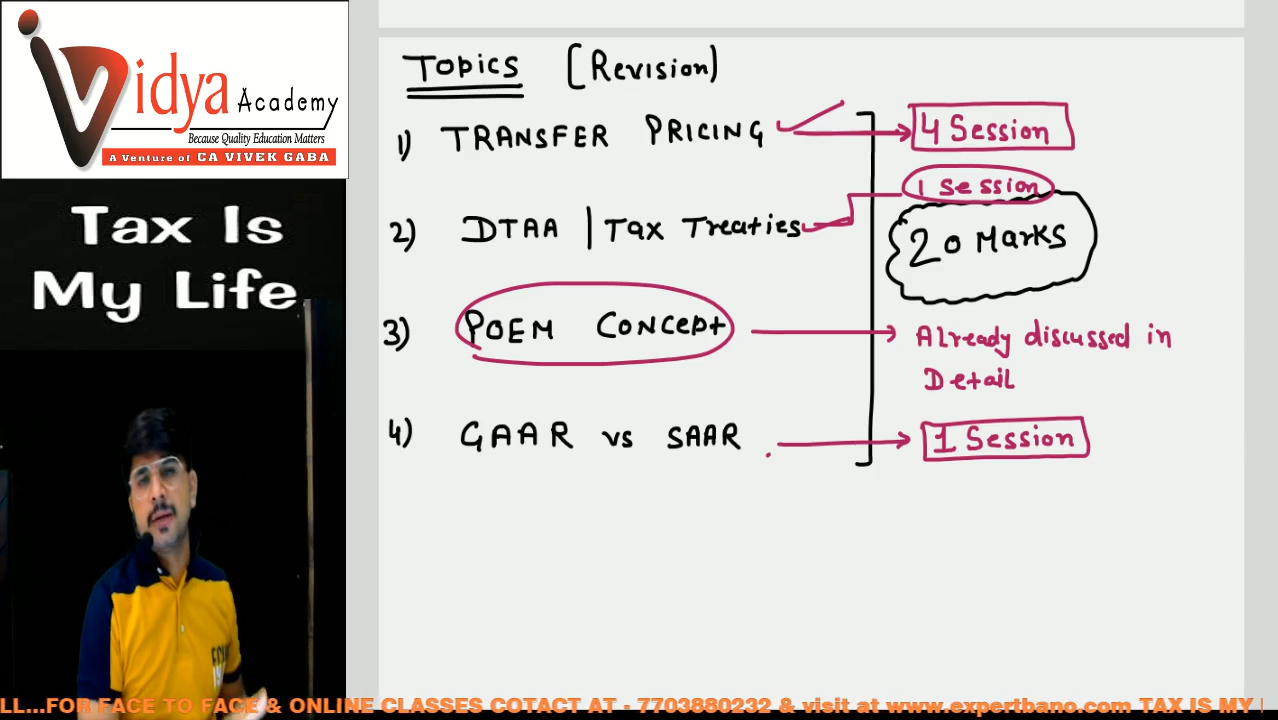 Vidya Academy
Because Quality Education Matters
A Venture of CA VIVEK GABA
Tax Is
My Life
Topics [Revision]
1) TRANSFER PRICING → 4 Session
1 session
2) DTAA | Tax Treaties
20 Marks
3) POEM CONCEPT → Already discussed in
Detail
4) GAAR vs SAAR → 1 Session
LL...FOR FACE TO FACE & ONLINE CLASSES COTACT AT - 7703880232 & visit at www.expertbano.com TAX IS MY